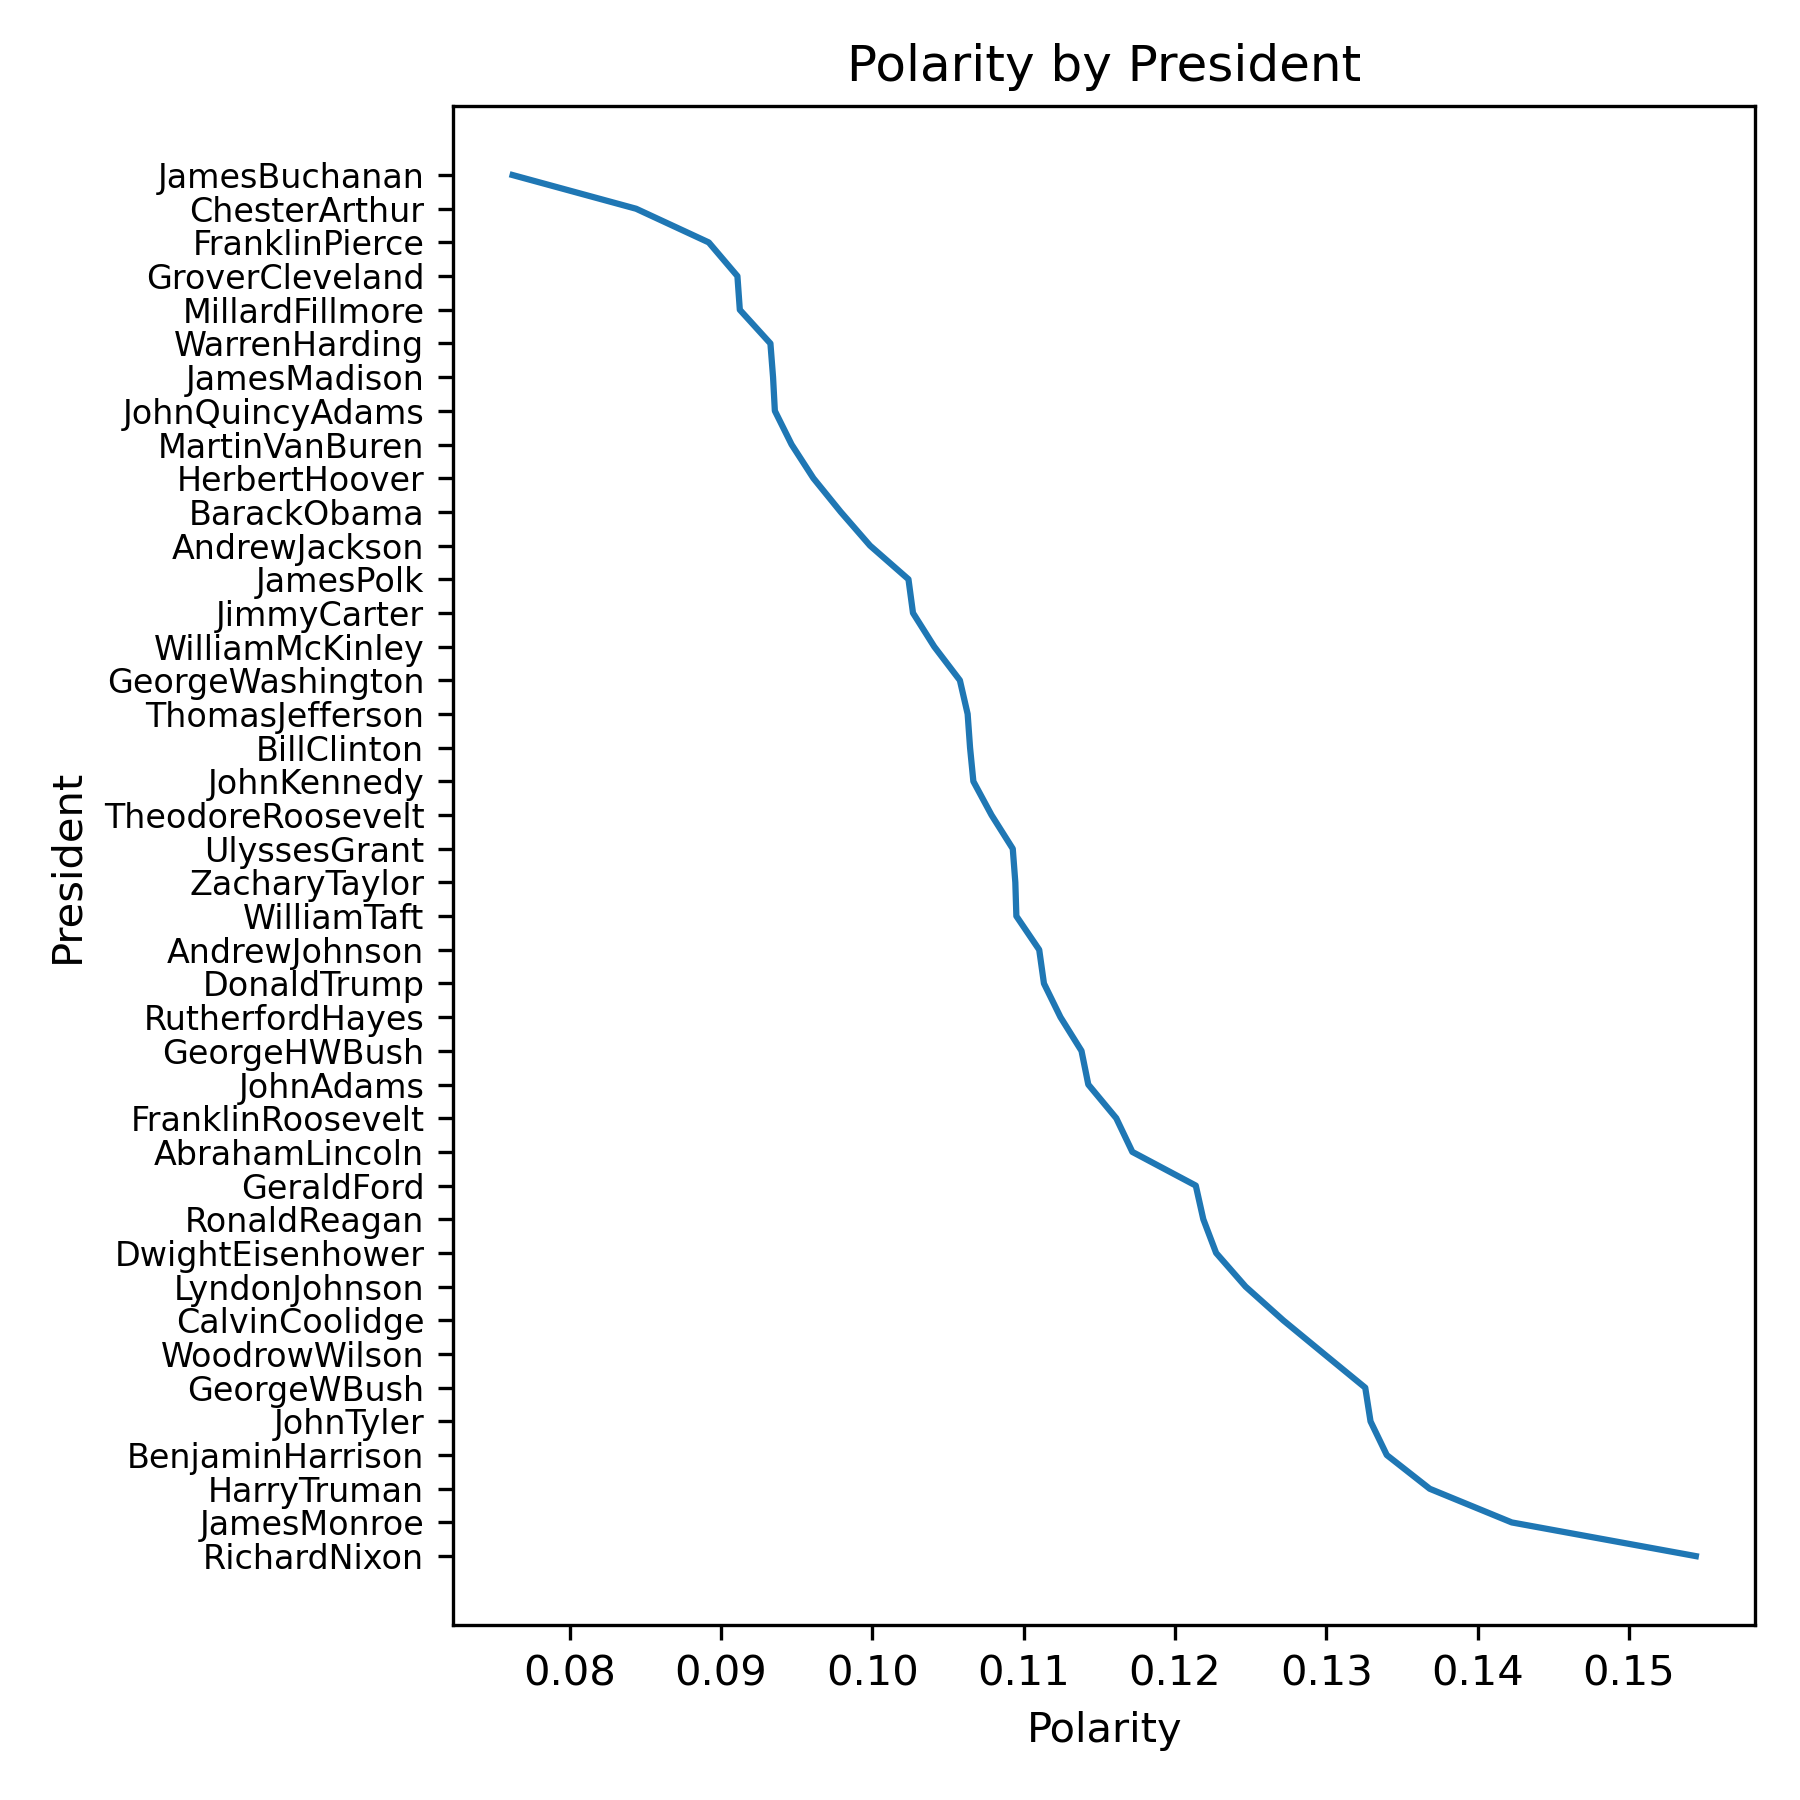 Polarity by President
JamesBuchanan
ChesterArthur
FranklinPierce
GroverCleveland
MillardFillmore
WarrenHarding
JamesMadison
JohnQuincyAdams
MartinVanBuren
HerbertHoover
BarackObama
AndrewJackson
JamesPolk
JimmyCarter
WilliamMcKinley
GeorgeWashington
ThomasJefferson
BillClinton
JohnKennedy
TheodoreRoosevelt
UlyssesGrant
ZacharyTaylor
WilliamTaft
AndrewJohnson
DonaldTrump
RutherfordHayes
GeorgeHWBush
JohnAdams
FranklinRoosevelt
AbrahamLincoln
GeraldFord
RonaldReagan
DwightEisenhower
LyndonJohnson
CalvinCoolidge
WoodrowWilson
GeorgeWBush
JohnTyler
BenjaminHarrison
HarryTruman
JamesMonroe
RichardNixon
President
0.08 0.09 0.10 0.11 0.12 0.13 0.14 0.15
Polarity